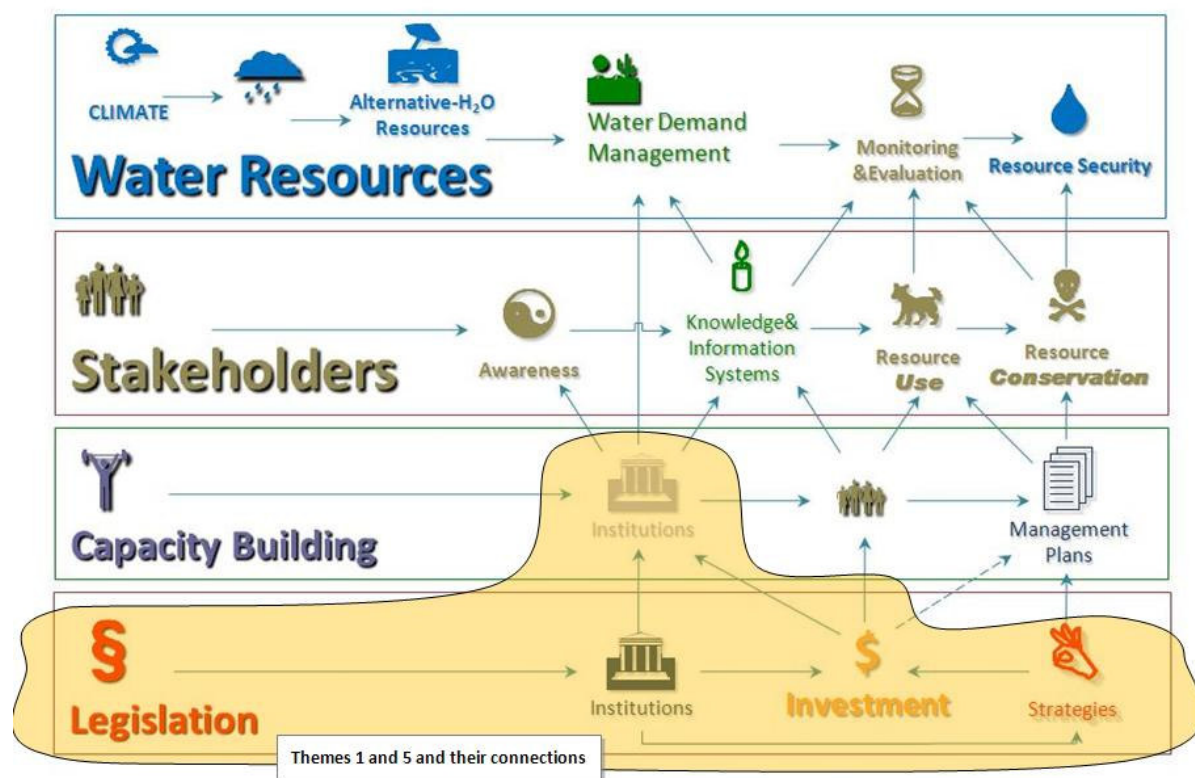 CLIMATE
Alternative-H₂O
Resources
Water Demand
Management
Monitoring
&Evaluation
Resource Security
Water Resources
Knowledge&
Information
Systems
Awareness
Resource
Use
Resource
Conservation
Stakeholders
Institutions
Management
Plans
Capacity Building
§
$
Legislation
Institutions
Investment
Strategies
Themes 1 and 5 and their connections